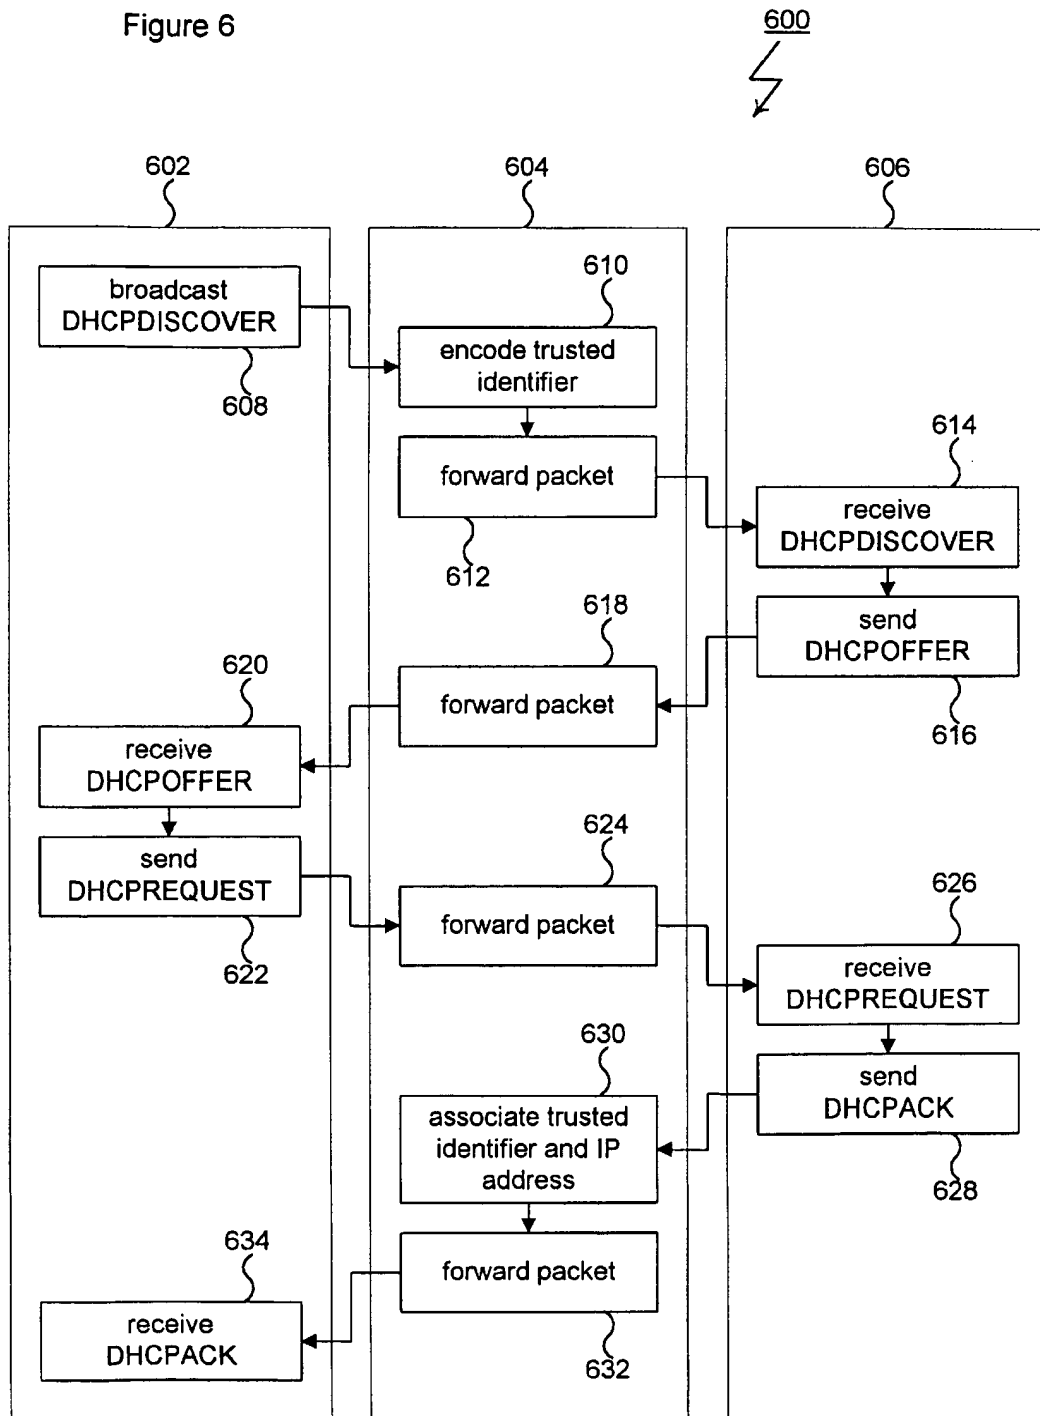 Figure 6
600
602
604
606
broadcast
DHCPDISCOVER
608
610
encode trusted
identifier
forward packet
612
614
receive
DHCPDISCOVER
send
DHCPOFFER
616
618
forward packet
620
receive
DHCPOFFER
send
DHCPREQUEST
622
624
forward packet
626
receive
DHCPREQUEST
send
DHCPACK
628
630
associate trusted
identifier and IP
address
forward packet
632
634
receive
DHCPACK